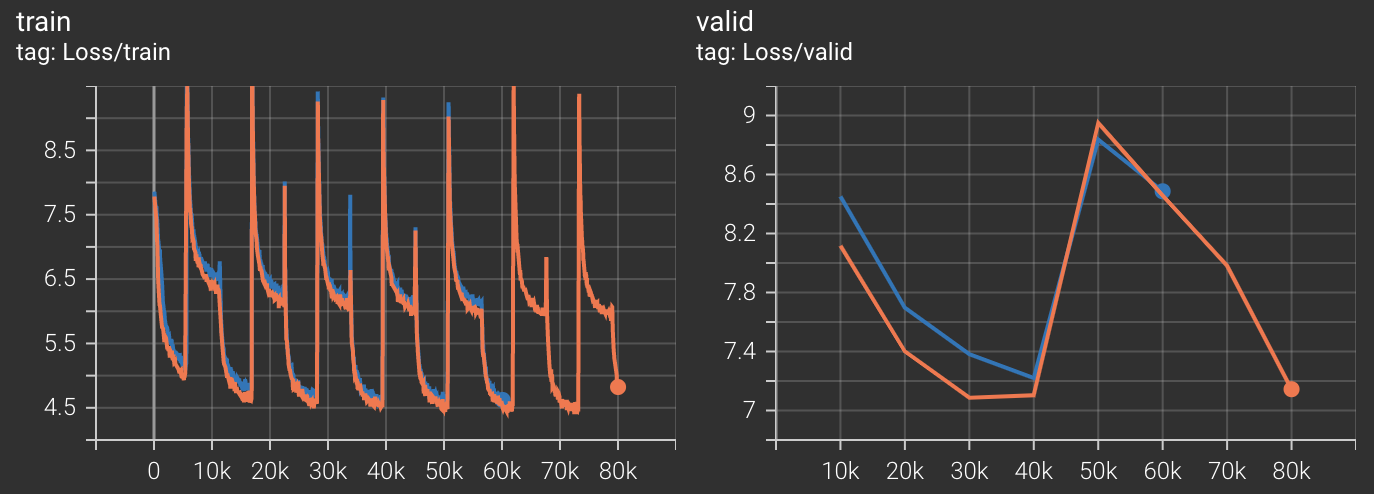 train
tag: Loss/train
8.5
7.5
6.5
5.5
4.5
0 10k 20k 30k 40k 50k 60k 70k 80k
valid
tag: Loss/valid
9
8.6
8.2
7.8
7.4
7
10k 20k 30k 40k 50k 60k 70k 80k